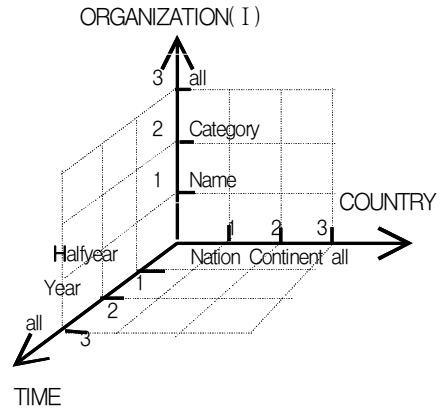 ORGANIZATION( I )
3 all
2 Category
1 Name
COUNTRY
1 2 3
Nation Continent all
Halfyear
1
Year
2
all
3
TIME